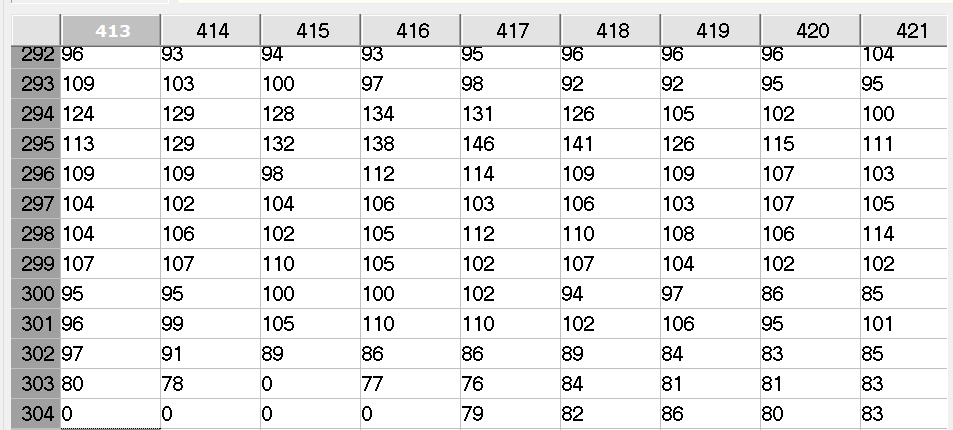 413 414 415 416 417 418 419 420 421
292 96 93 94 93 95 96 96 96 104
293 109 103 100 97 98 92 92 95 95
294 124 129 128 134 131 126 105 102 100
295 113 129 132 138 146 141 126 115 111
296 109 109 98 112 114 109 109 107 103
297 104 102 104 106 103 106 103 107 105
298 104 106 102 105 112 110 108 106 114
299 107 107 110 105 102 107 104 102 102
300 95 95 100 100 102 94 97 86 85
301 96 99 105 110 110 102 106 95 101
302 97 91 89 86 86 89 84 83 85
303 80 78 0 77 76 84 81 81 83
304 0 0 0 0 79 82 86 80 83